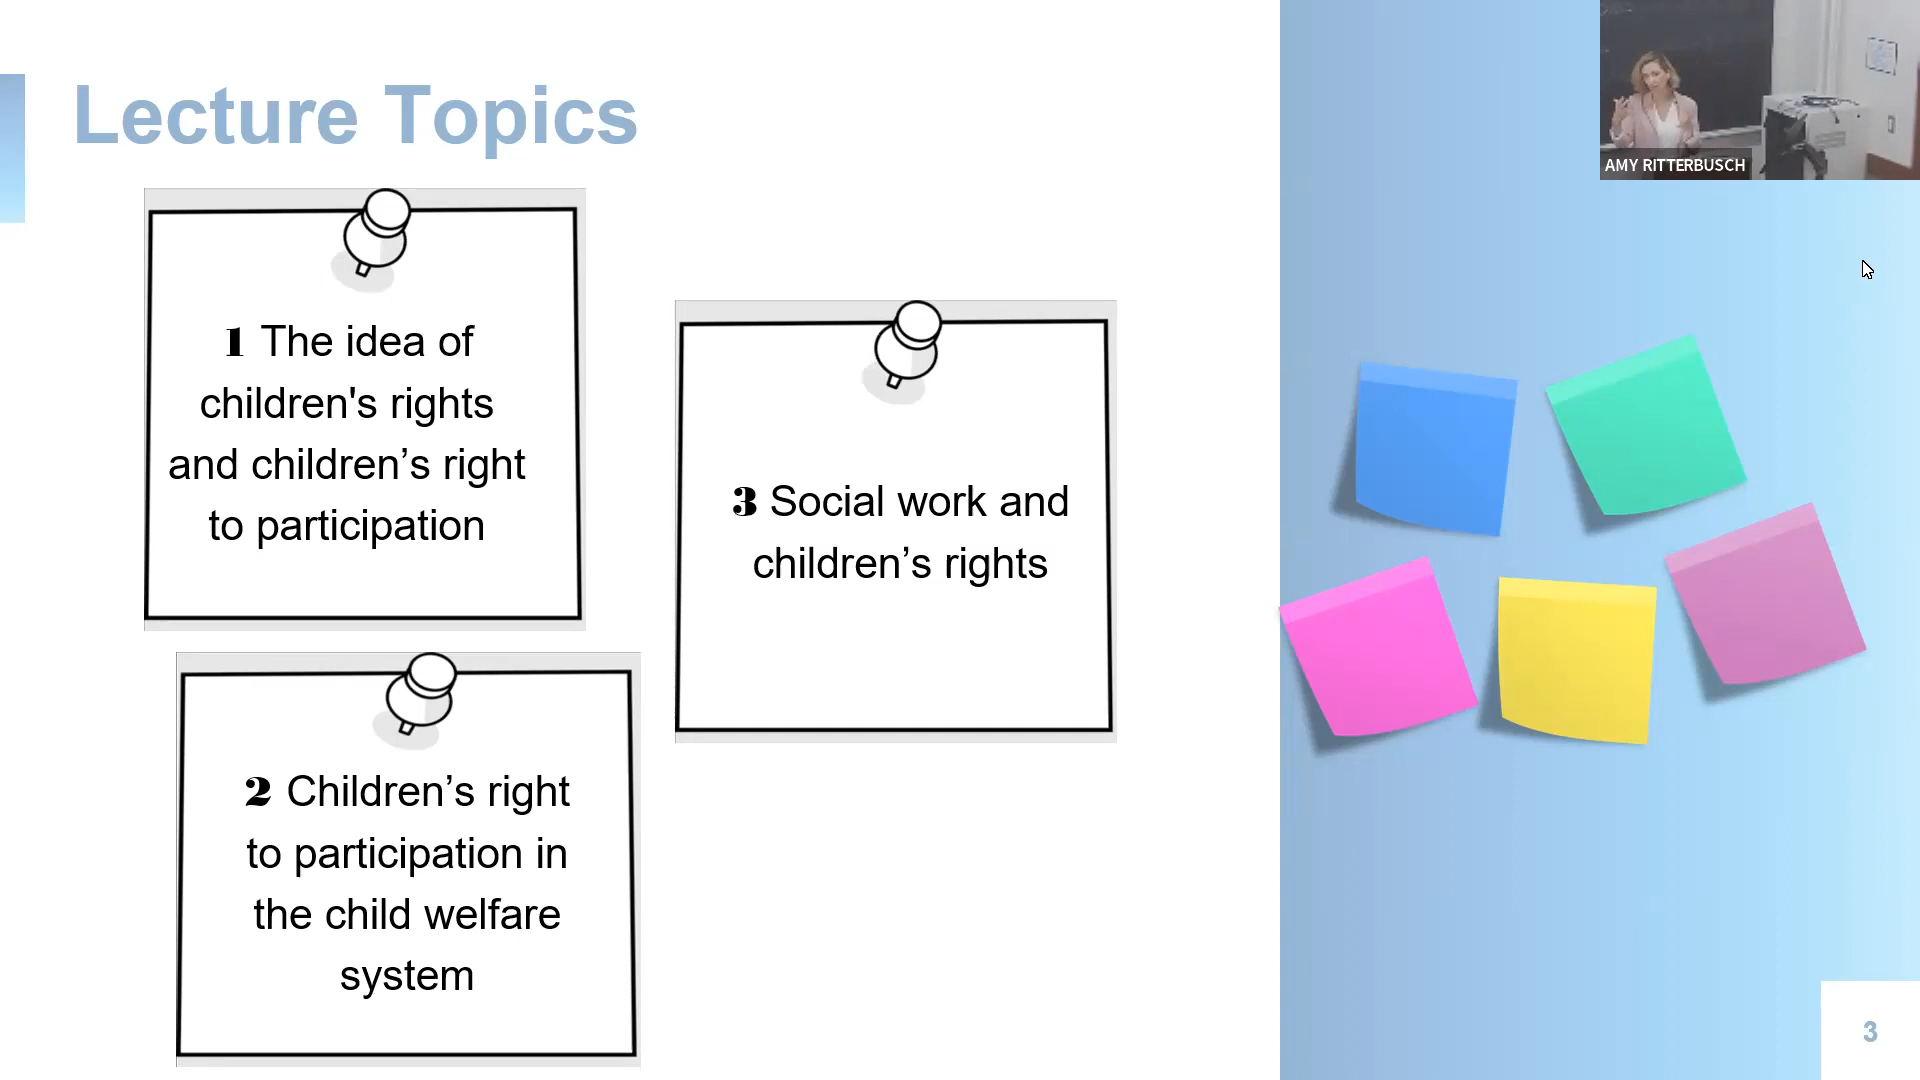 Lecture Topics
AMY RITTERBUSCH
1 The idea of
children's rights
and children’s right
to participation
2 Children’s right
to participation in
the child welfare
system
3 Social work and
children’s rights
3